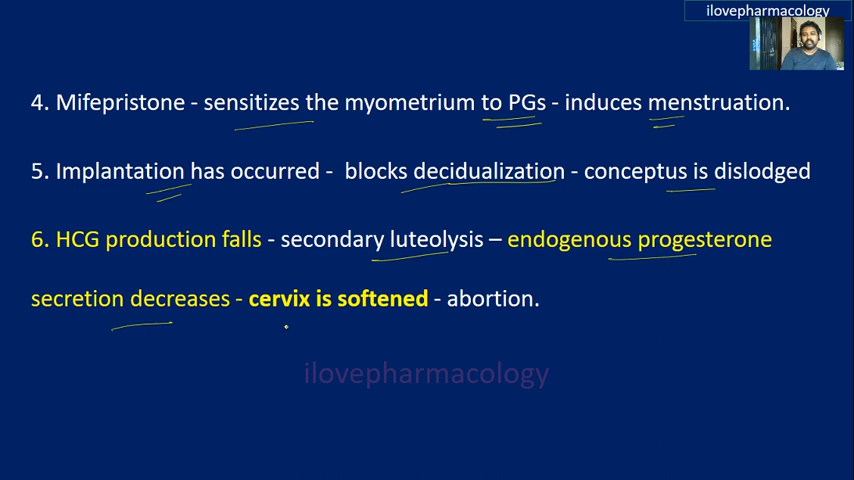 ilovepharmacology
4. Mifepristone - sensitizes the myometrium to PGs - induces menstruation.
5. Implantation has occurred - blocks decidualization - conceptus is dislodged
6. HCG production falls - secondary luteolysis – endogenous progesterone
secretion decreases - cervix is softened - abortion.
ilovepharmacology